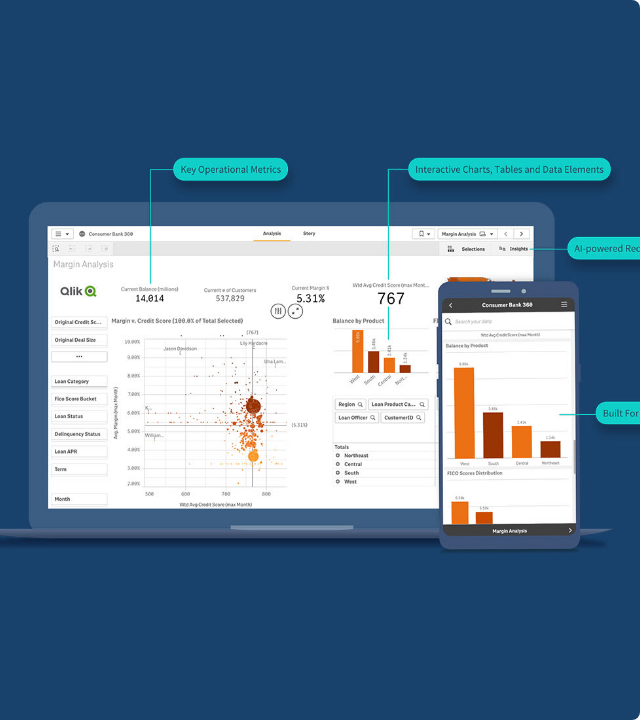 Key Operational Metrics
Interactive Charts, Tables and Data Elements
AI-powered Rec
Built For
Consumer Bank 360
Analysis
Story
Margin Analysis
Selections
Insights
Margin Analysis
Qlik
Current Balance (millions)
14,014
Current # of Customers
537,829
Current Margin %
5.31%
Wtd Avg Credit Score (max Mont...
767
Original Credit Sc...
Original Deal Size
...
Loan Category
Fico Score Bucket
Loan Status
Delinquency Status
Loan APR
Term
Month
Margin v. Credit Score (100.0% of Total Selected)
(767)
Jason Davidson
Lily Hardacre
Uma Lam...
William...
(5.31%)
10.00%
9.00%
8.00%
7.00%
6.00%
5.00%
4.00%
3.00%
2.00%
500
600
700
800
Avg. Margin (max Month)
Wtd Avg Credit Score (max Month)
Balance by Product
West
South
Central
Nort...
Region
Loan Product Ca...
Loan Officer
CustomerID
Totals
Northeast
Central
South
West
Consumer Bank 360
Search your data
Wtd Avg Credit Score (max Month)
Balance by Product
West
South
Central
Northeast
FICO Scores Distribution
Margin Analysis